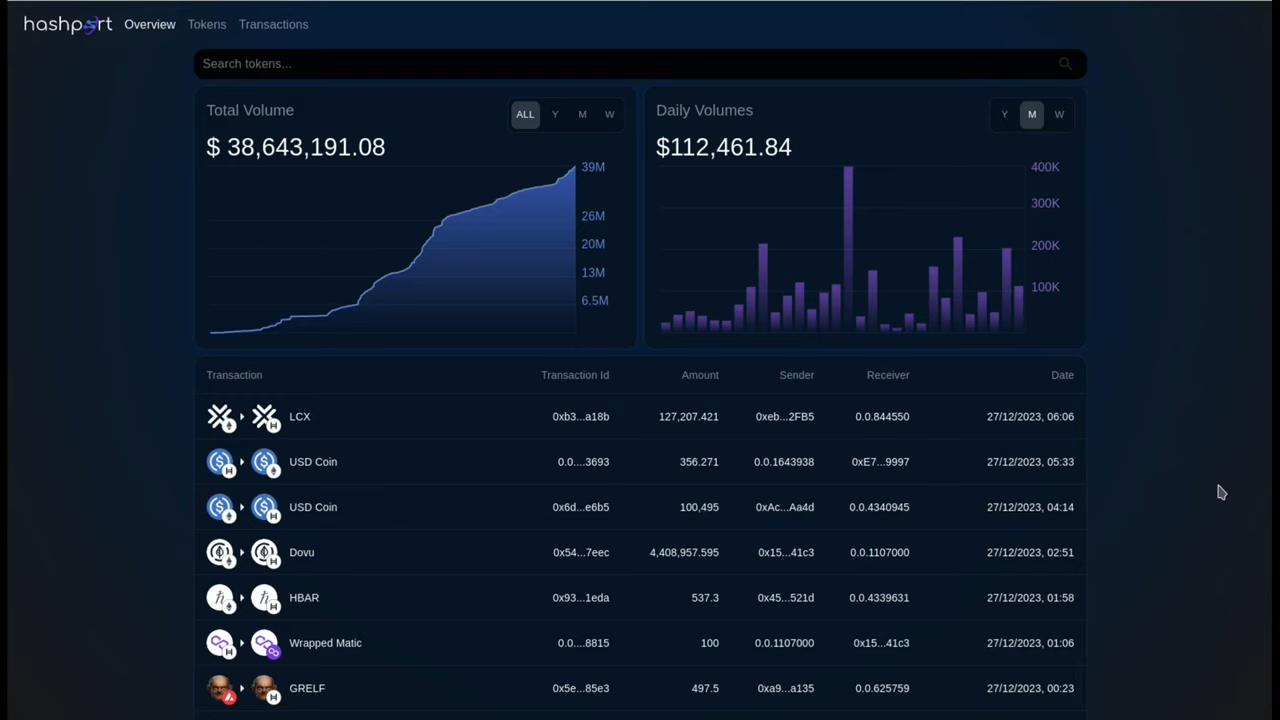 hashport Overview Tokens Transactions
Search tokens...
Total Volume ALL Y M W
$ 38,643,191.08
39M
26M
20M
13M
6.5M
Daily Volumes Y M W
$112,461.84
400K
300K
200K
100K
Transaction Transaction Id Amount Sender Receiver Date
LCX 0xb3...a18b 127,207.421 0xeb...2FB5 0.0.844550 27/12/2023, 06:06
USD Coin 0.0....3693 356.271 0.0.1643938 0xE7...9997 27/12/2023, 05:33
USD Coin 0x6d...e6b5 100,495 0xAc...Aa4d 0.0.4340945 27/12/2023, 04:14
Dovu 0x54...7eec 4,408,957.595 0x15...41c3 0.0.1107000 27/12/2023, 02:51
HBAR 0x93...1eda 537.3 0x45...521d 0.0.4339631 27/12/2023, 01:58
Wrapped Matic 0.0....8815 100 0.0.1107000 0x15...41c3 27/12/2023, 01:06
GRELF 0x5e...85e3 497.5 0xa9...a135 0.0.625759 27/12/2023, 00:23